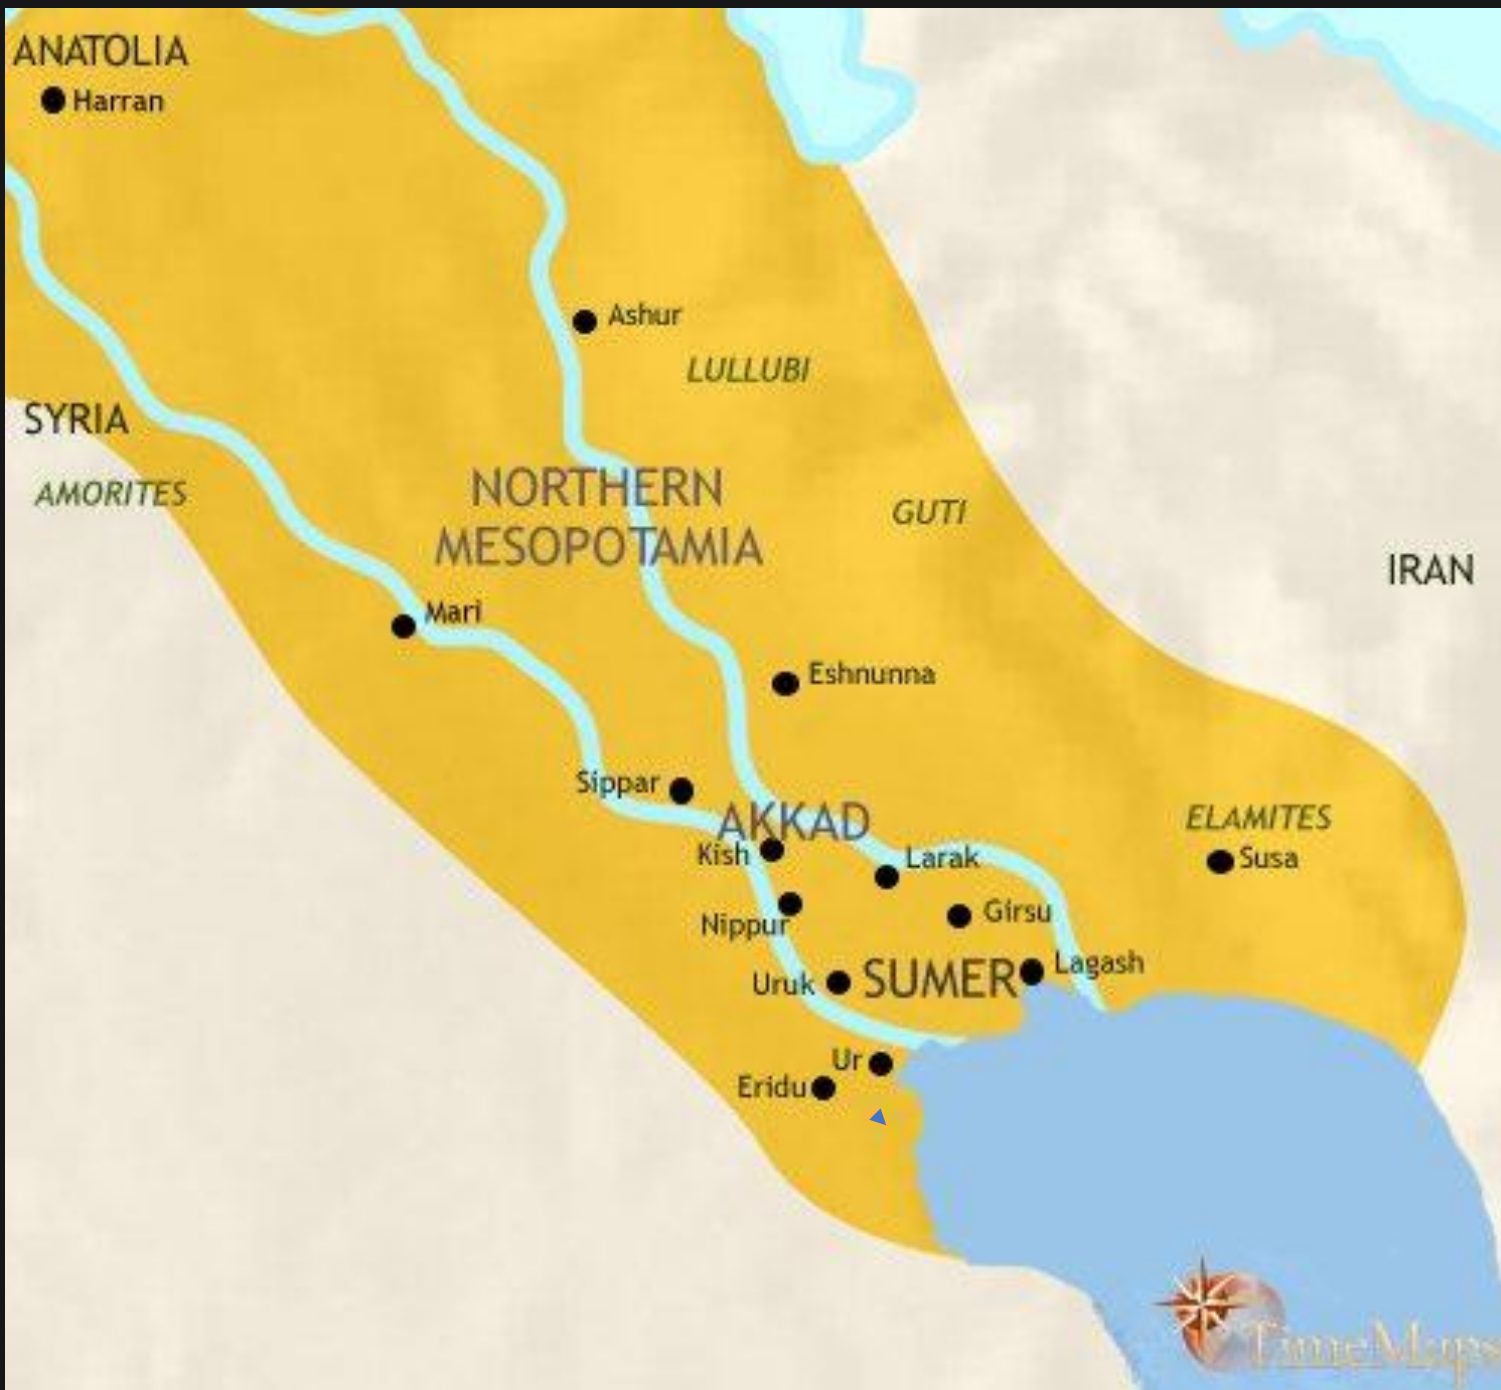 ANATOLIA
Harran
Ashur
LULLUBI
SYRIA
AMORITES
NORTHERN
MESOPOTAMIA
GUTI
IRAN
Mari
Eshnunna
Sippar
AKKAD
ELAMITES
Kish
Larak
Susa
Nippur
Girsu
Uruk
SUMER
Lagash
Ur
Eridu
TimeMaps